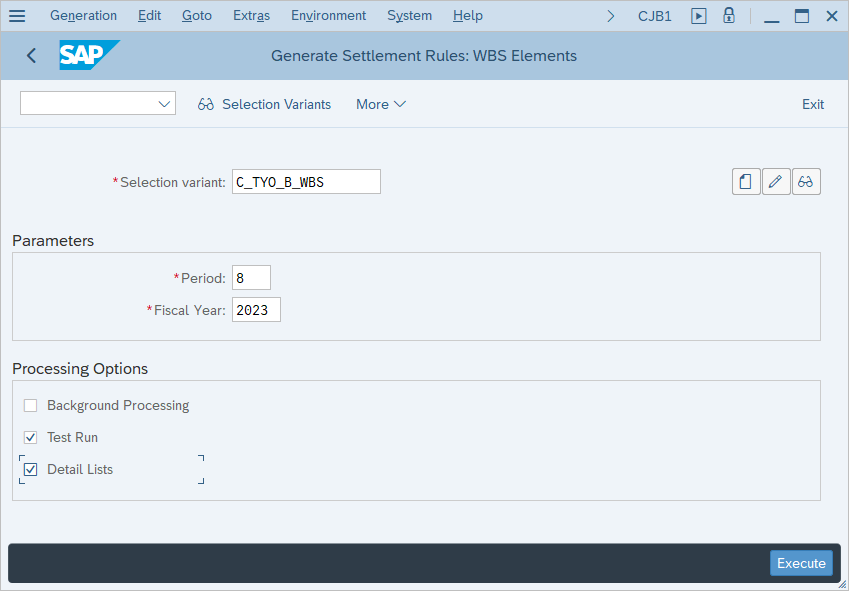 Generation Edit Goto Extras Environment System Help CJB1
SAP Generate Settlement Rules: WBS Elements
Selection Variants More Exit
*Selection variant: C_TYO_B_WBS
Parameters
*Period: 8
*Fiscal Year: 2023
Processing Options
Background Processing
Test Run
Detail Lists
Execute